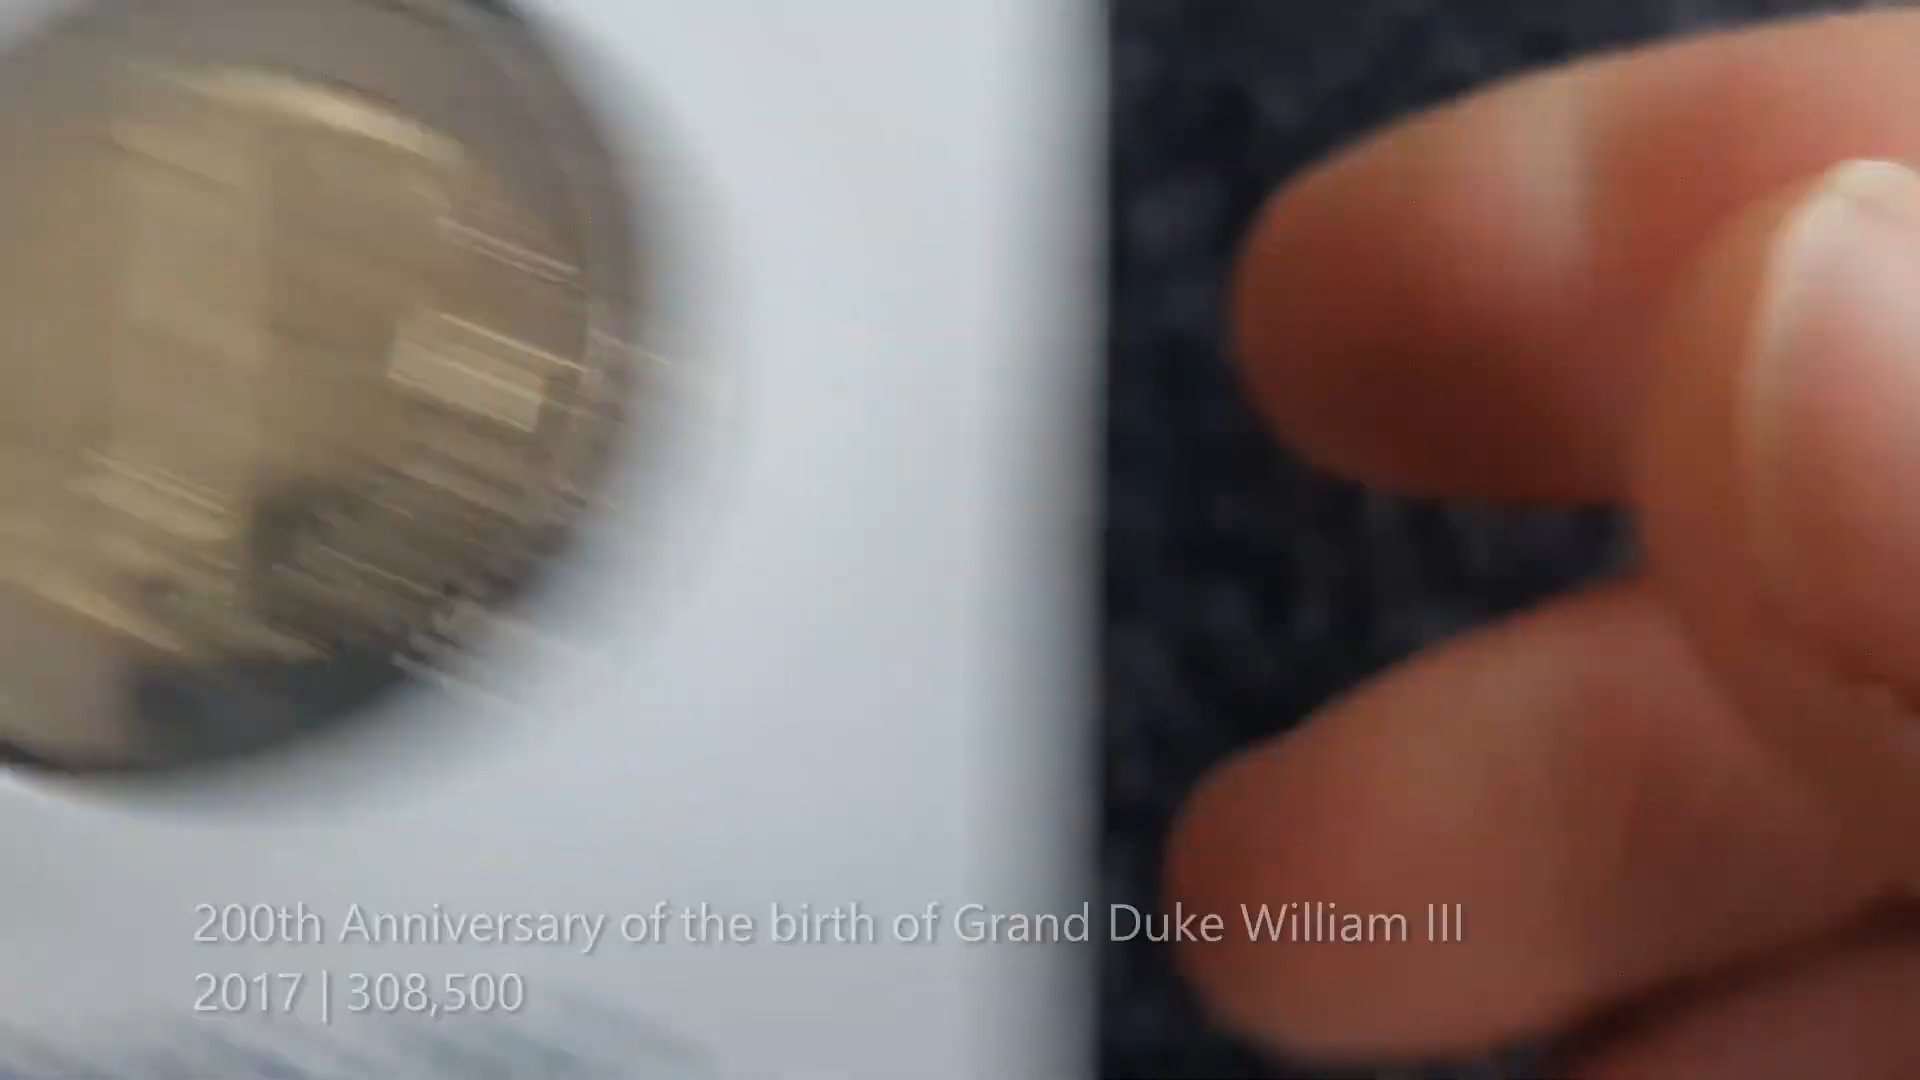 200th Anniversary of the birth of Grand Duke William III
2017 | 308,500